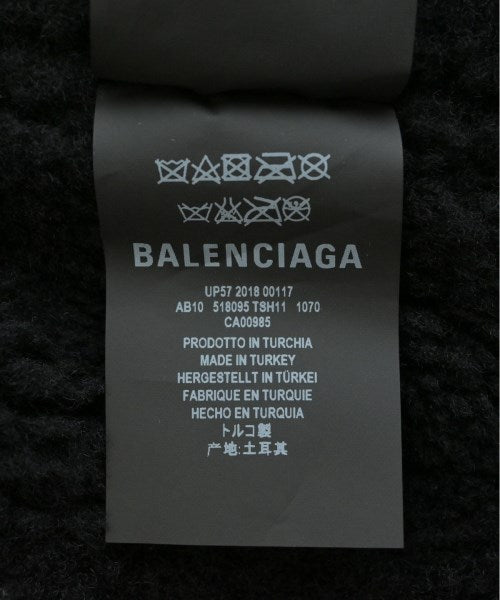 BALENCIAGA
UP57 2018 00117
AB10 518095 TSH11 1070
CA00985
PRODOTTO IN TURCHIA
MADE IN TURKEY
HERGESTELLT IN TÜRKEI
FABRIQUE EN TURQUIE
HECHO EN TURQUIA
トルコ製
产地:土耳其